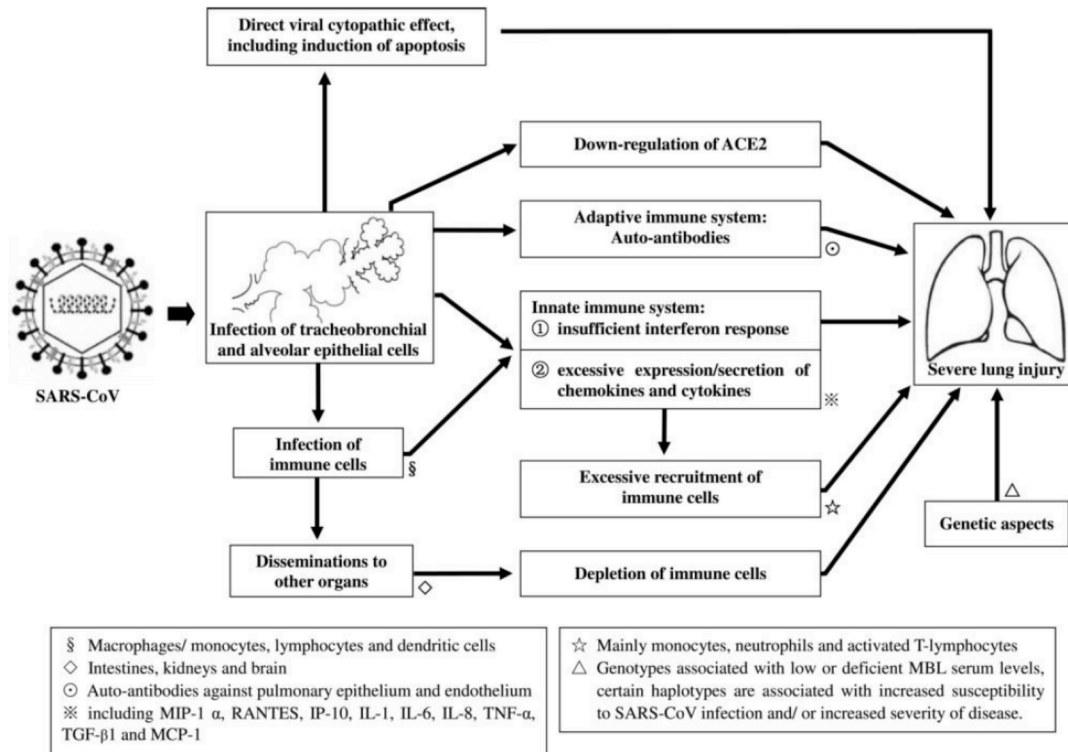 Direct viral cytopathic effect,
including induction of apoptosis
Down-regulation of ACE2
Adaptive immune system:
Auto-antibodies
⊙
SARS-CoV
Infection of tracheobronchial
and alveolar epithelial cells
Innate immune system:
① insufficient interferon response
② excessive expression/secretion of
chemokines and cytokines
※
Severe lung injury
Infection of
immune cells
§
Excessive recruitment of
immune cells
☆
Genetic aspects
△
Disseminations to
other organs
◇
Depletion of immune cells
§ Macrophages/ monocytes, lymphocytes and dendritic cells
◇ Intestines, kidneys and brain
⊙ Auto-antibodies against pulmonary epithelium and endothelium
※ including MIP-1 α, RANTES, IP-10, IL-1, IL-6, IL-8, TNF-α,
TGF-β1 and MCP-1
☆ Mainly monocytes, neutrophils and activated T-lymphocytes
△ Genotypes associated with low or deficient MBL serum levels,
certain haplotypes are associated with increased susceptibility
to SARS-CoV infection and/ or increased severity of disease.